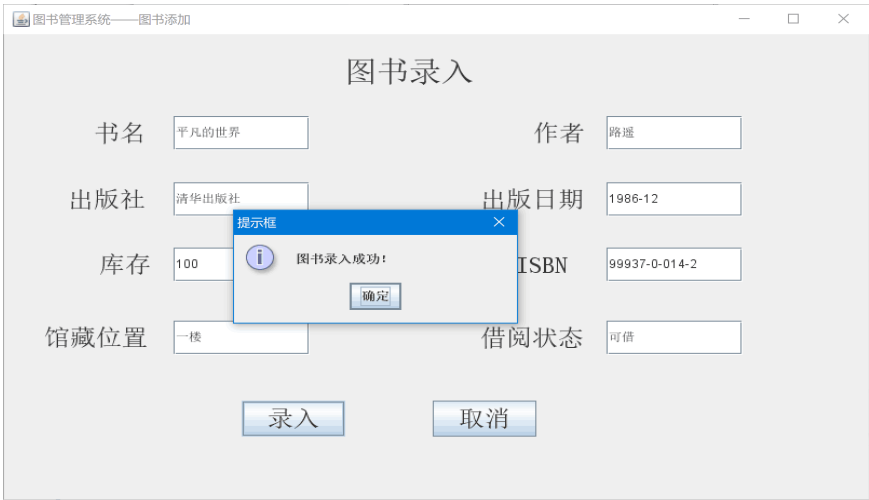 图书管理系统——图书添加
图书录入
书名 平凡的世界 作者 路遥
出版社 清华出版社 出版日期 1986-12
提示框
库存 100 图书录入成功! ISBN 99937-0-014-2
确定
馆藏位置 一楼 借阅状态 可借
录入 取消